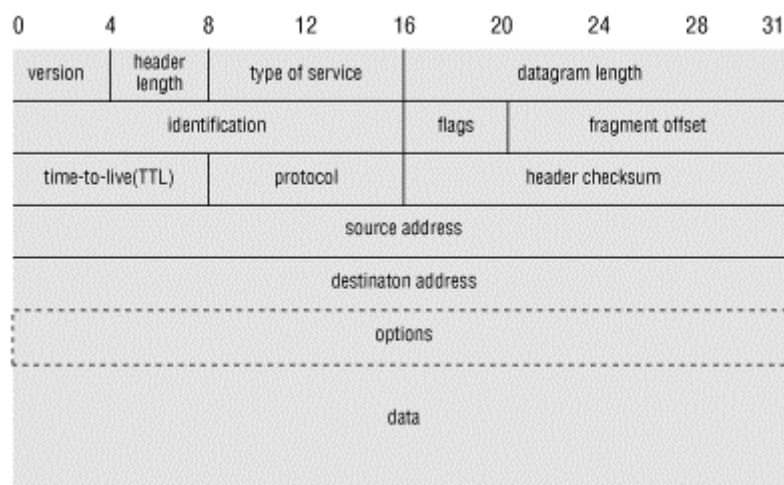 0 4 8 12 16 20 24 28 31
version header length type of service datagram length
identification flags fragment offset
time-to-live(TTL) protocol header checksum
source address
destinaton address
options
data